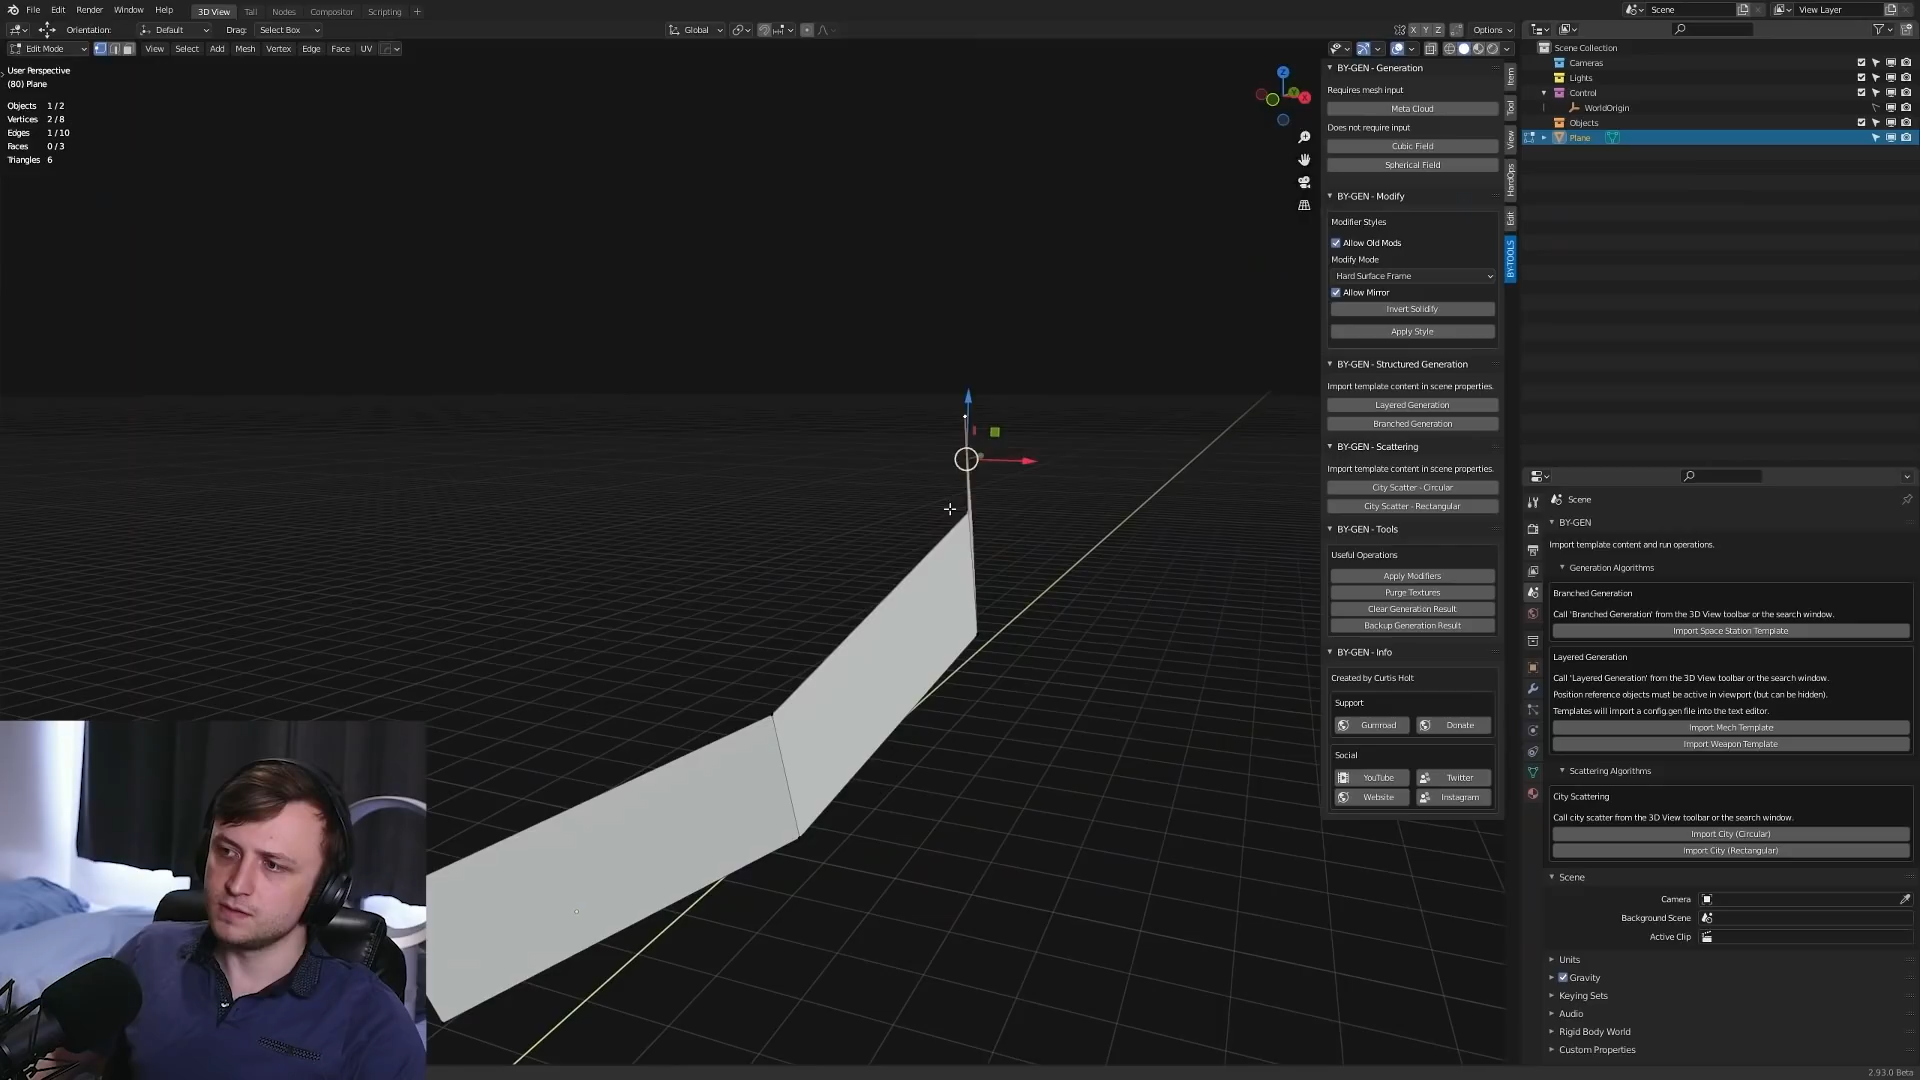 File Edit Render Window Help 3D View Tall Nodes Compositor Scripting + Scene View Layer
Orientation: Default Drag: Select Box Global X Y Z Options
Edit Mode View Select Add Mesh Vertex Edge Face UV
User Perspective
(80) Plane
Objects 1 / 2
Vertices 2 / 8
Edges 1 / 10
Faces 0 / 3
Triangles 6
Z
Y
X
BY-GEN - Generation
Requires mesh input
Meta Cloud
Does not require input
Cubic Field
Spherical Field
BY-GEN - Modify
Modifier Styles
Allow Old Mods
Modify Mode
Hard Surface Frame
Allow Mirror
Invert Solidify
Apply Style
BY-GEN - Structured Generation
Import template content in scene properties.
Layered Generation
Branched Generation
BY-GEN - Scattering
Import template content in scene properties.
City Scatter - Circular
City Scatter - Rectangular
BY-GEN - Tools
Useful Operations
Apply Modifiers
Purge Textures
Clear Generation Result
Backup Generation Result
BY-GEN - Info
Created by Curtis Holt
Support
Gumroad Donate
Social
YouTube Twitter
Website Instagram
Item
Tool
View
HardOps
Edit
BY-TOOLS
Scene Collection
Cameras
Lights
Control
WorldOrigin
Objects
Plane
Scene
BY-GEN
Import template content and run operations.
Generation Algorithms
Branched Generation
Call 'Branched Generation' from the 3D View toolbar or the search window.
Import Space Station Template
Layered Generation
Call 'Layered Generation' from the 3D View toolbar or the search window.
Position reference objects must be active in viewport (but can be hidden).
Templates will import a config.gen file into the text editor.
Import Mech Template
Import Weapon Template
Scattering Algorithms
City Scattering
Call city scatter from the 3D View toolbar or the search window.
Import City (Circular)
Import City (Rectangular)
Scene
Camera
Background Scene
Active Clip
Units
Gravity
Keying Sets
Audio
Rigid Body World
Custom Properties
2.93.0 Beta